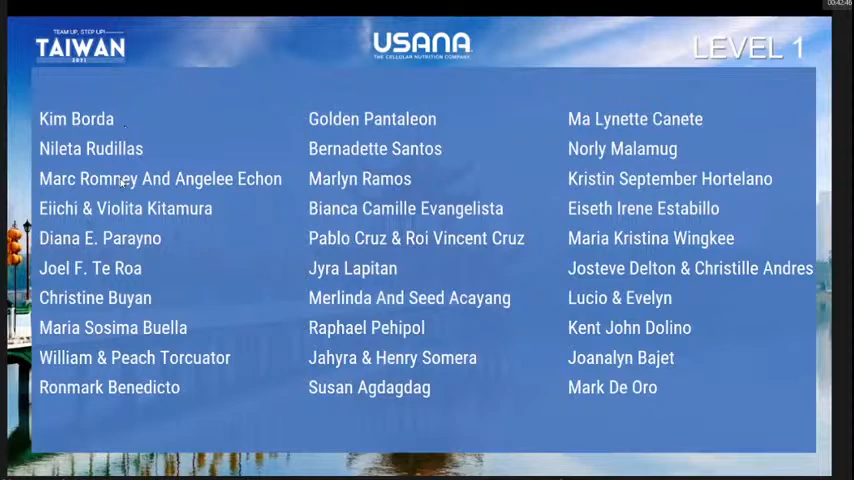 00:42:46
TEAM UP, STEP UP!
TAIWAN
2021
USANA
THE CELLULAR NUTRITION COMPANY
LEVEL 1
Kim Borda
Nileta Rudillas
Marc Romney And Angelee Echon
Eiichi & Violita Kitamura
Diana E. Parayno
Joel F. Te Roa
Christine Buyan
Maria Sosima Buella
William & Peach Torcuator
Ronmark Benedicto
Golden Pantaleon
Bernadette Santos
Marlyn Ramos
Bianca Camille Evangelista
Pablo Cruz & Roi Vincent Cruz
Jyra Lapitan
Merlinda And Seed Acayang
Raphael Pehipol
Jahyra & Henry Somera
Susan Agdagdag
Ma Lynette Canete
Norly Malamug
Kristin September Hortelano
Eiseth Irene Estabillo
Maria Kristina Wingkee
Josteve Delton & Christille Andres
Lucio & Evelyn
Kent John Dolino
Joanalyn Bajet
Mark De Oro